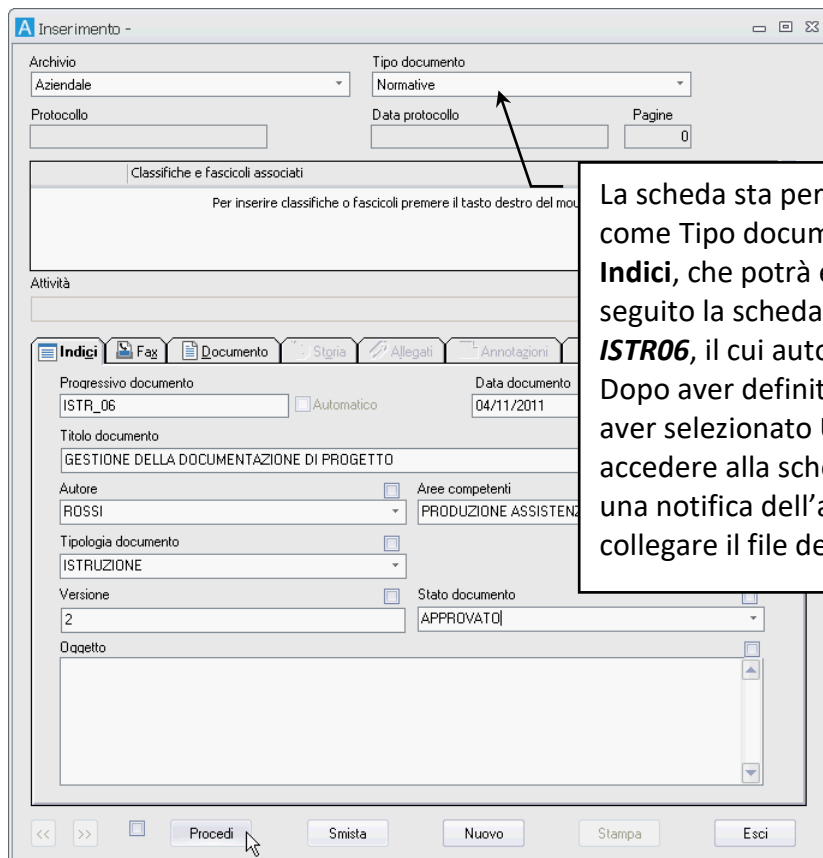 A Inserimento -
Archivio Tipo documento
Aziendale Normative
Protocollo Data protocollo Pagine
0
Classifiche e fascicoli associati
Per inserire classifiche o fascicoli premere il tasto destro del
Attività
Indici Fax Documento Storia Allegati Annotazioni
Progressivo documento Data documento
ISTR_06 Automatico 04/11/2011
Titolo documento
GESTIONE DELLA DOCUMENTAZIONE DI PROGETTO
Autore Aree competenti
ROSSI PRODUZIONE ASSISTENZ
Tipologia documento
ISTRUZIONE
Versione Stato documento
2 APPROVATO
Oggetto
<< >> Procedi Smista Nuovo Stampa Esci
La scheda sta per
come Tipo docum
Indici, che potrà
seguito la scheda
ISTR06, il cui auto
Dopo aver definit
aver selezionato
accedere alla sche
una notifica dell'a
collegare il file de